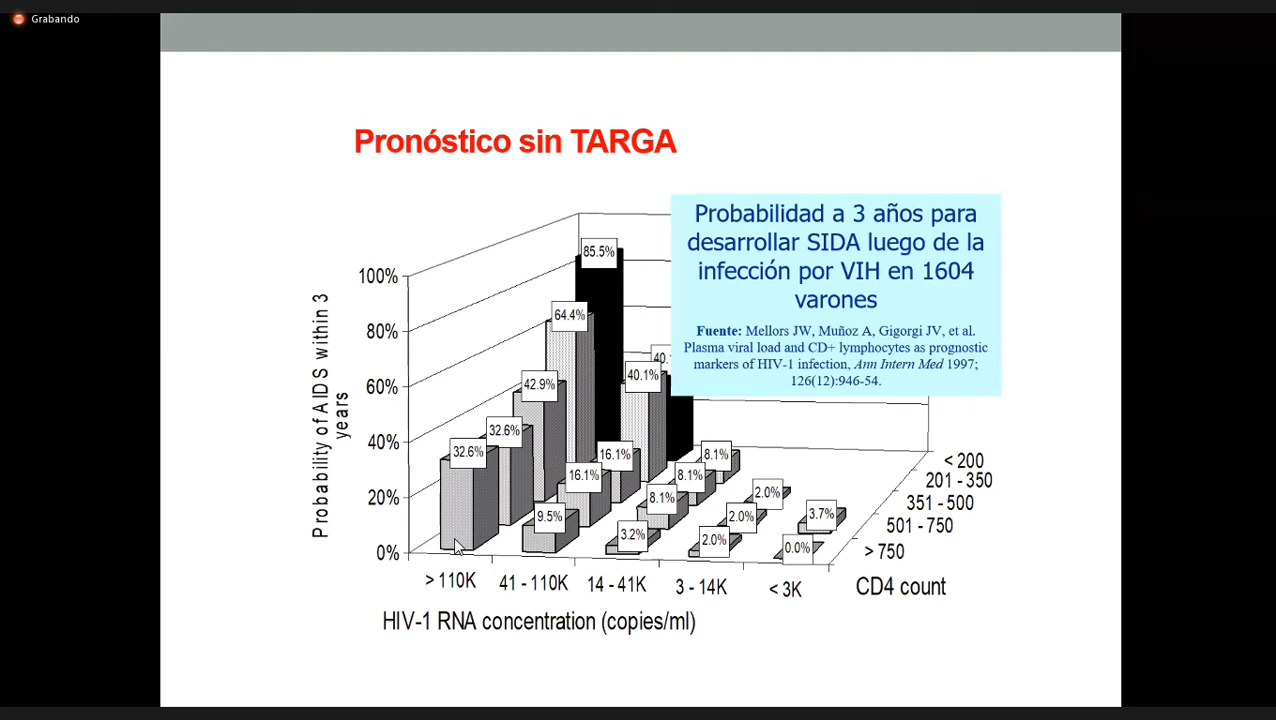 Grabando
Pronóstico sin TARGA
Probabilidad a 3 años para
desarrollar SIDA luego de la
infección por VIH en 1604
varones
Fuente: Mellors JW, Muñoz A, Gigorgi JV, et al.
Plasma viral load and CD+ lymphocytes as prognostic
markers of HIV-1 infection, Ann Intern Med 1997;
126(12):946-54.
Probability of AIDS within 3
years
100%
80%
60%
40%
20%
0%
85.5%
64.4%
42.9%
32.6%
32.6%
40.1%
16.1%
16.1%
9.5%
8.1%
8.1%
8.1%
3.2%
2.0%
2.0%
2.0%
3.7%
0.0%
< 200
201 - 350
351 - 500
501 - 750
> 750
CD4 count
> 110K
41 - 110K
14 - 41K
3 - 14K
< 3K
HIV-1 RNA concentration (copies/ml)